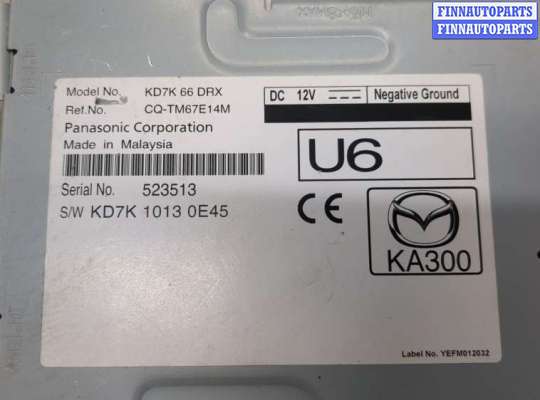 FINNAUTOPARTS
FINNAUTOPARTS
Model No. KD7K 66 DRX
Ref.No. CQ-TM67E14M
Panasonic Corporation
Made in Malaysia
DC 12V Negative Ground
U6
Serial No. 523513
S/W KD7K 1013 0E45
CE
KA300
Label No. YEFM012032